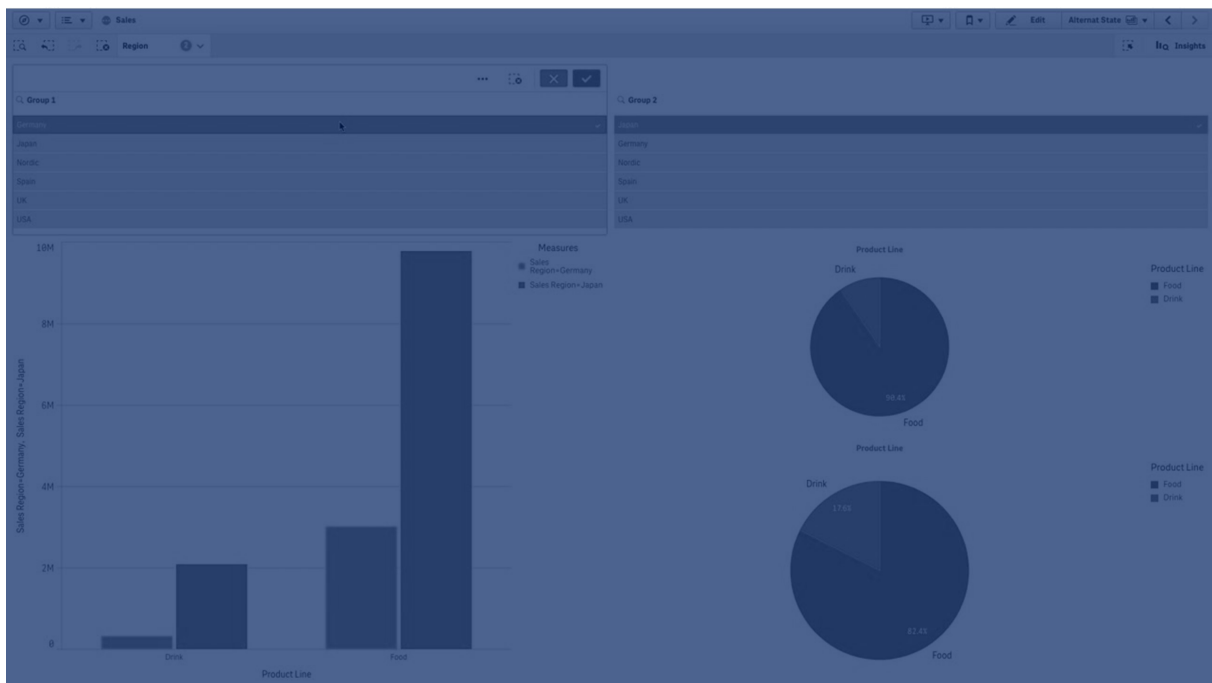 Sales
Edit
Alternat State
Region
Insights
Group 1
Germany
Japan
Nordic
Spain
UK
USA
Group 2
Japan
Germany
Nordic
Spain
UK
USA
10M
8M
6M
4M
2M
0
Sales Region=Germany, Sales Region=Japan
Drink
Food
Product Line
Measures
Sales
Region=Germany
Sales Region=Japan
Product Line
Drink
Food
Product Line
Food
Drink
Product Line
Drink
17.6%
82.4%
Food
Product Line
Food
Drink